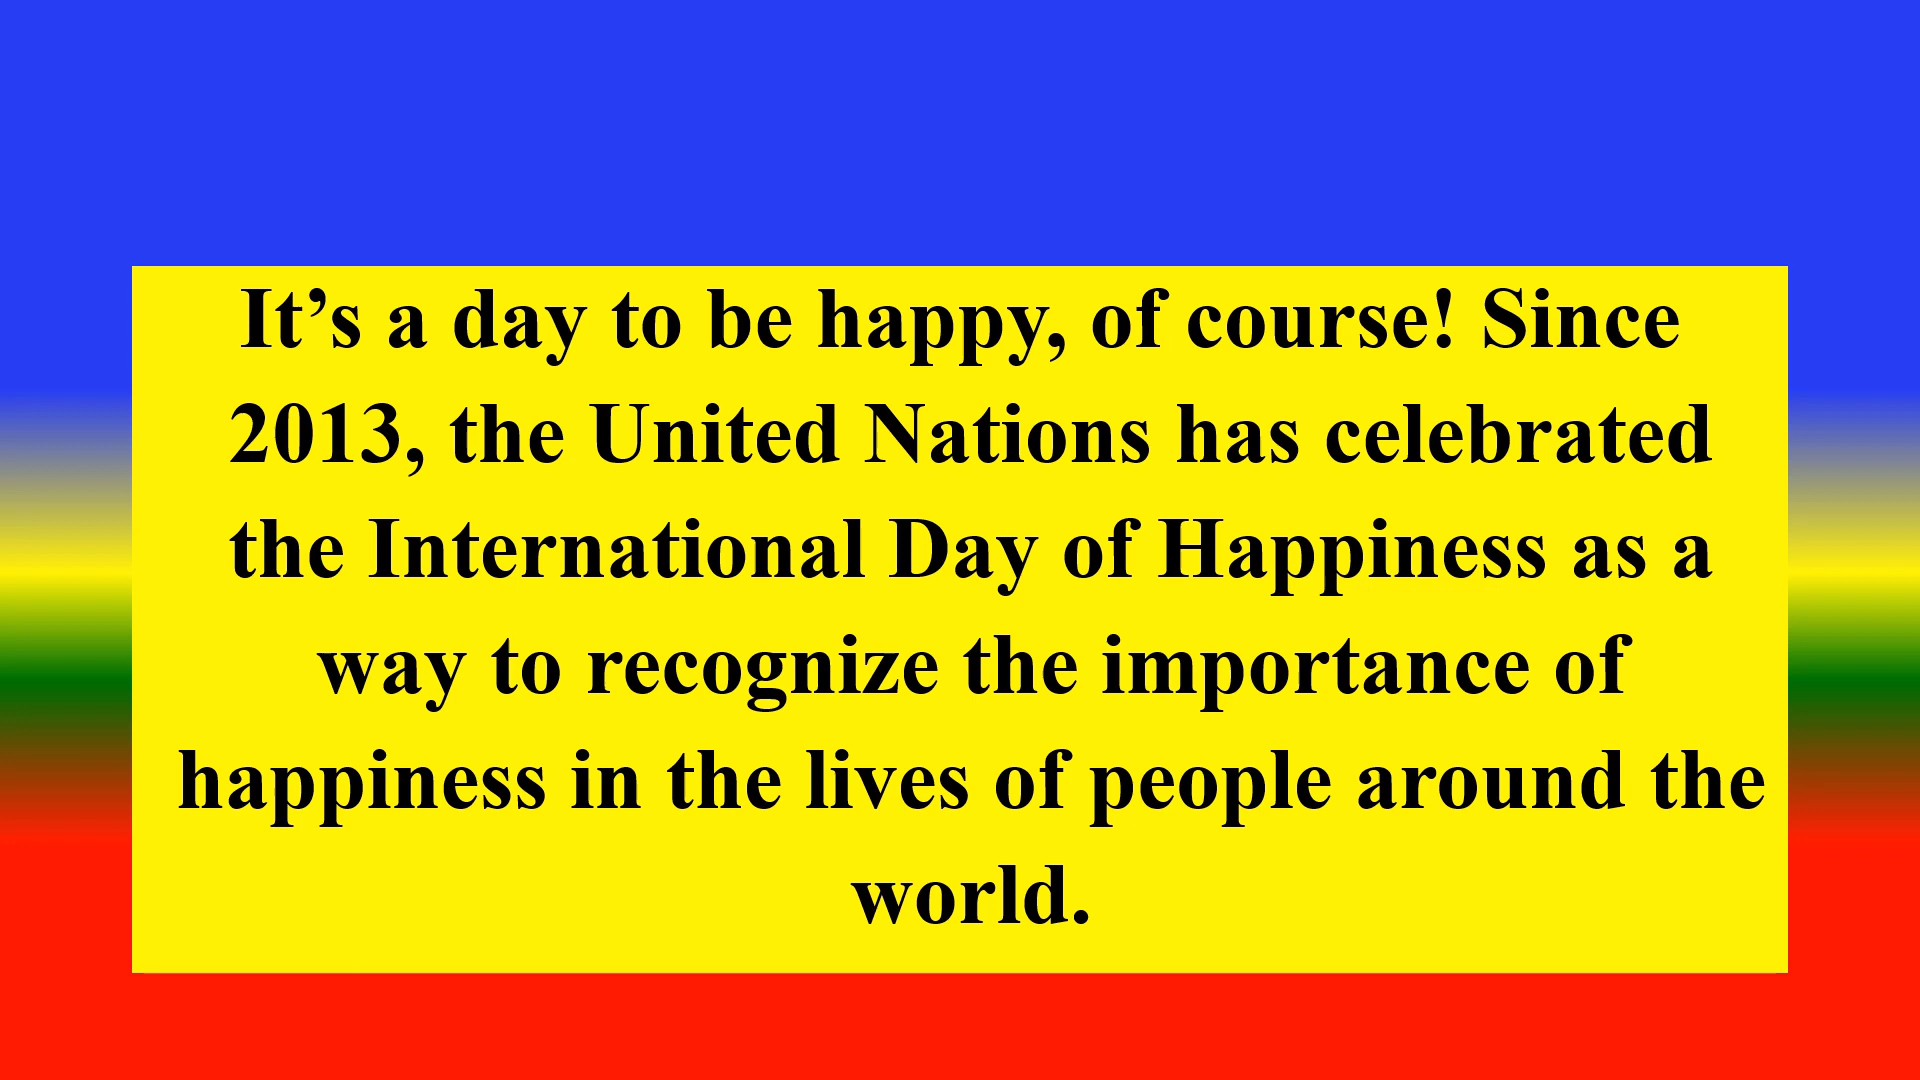 It’s a day to be happy, of course! Since
2013, the United Nations has celebrated
the International Day of Happiness as a
way to recognize the importance of
happiness in the lives of people around the
world.